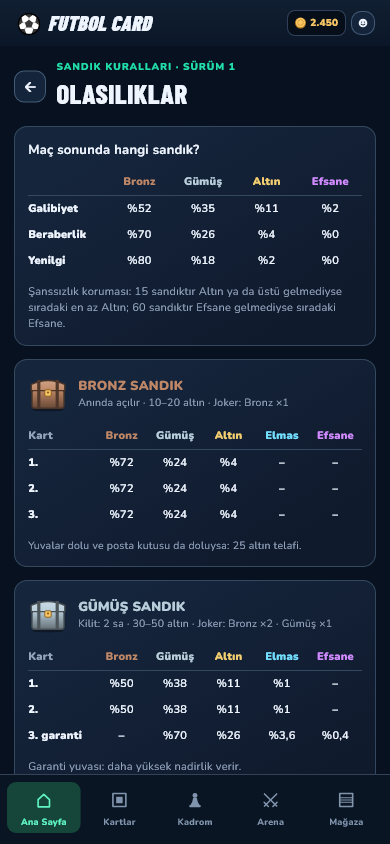 FUTBOL CARD
2.450
SANDIK KURALLARI · SÜRÜM 1
OLASILIKLAR
Maç sonunda hangi sandık?
Bronz Gümüş Altın Efsane
Galibiyet %52 %35 %11 %2
Beraberlik %70 %26 %4 %0
Yenilgi %80 %18 %2 %0
Şanssızlık koruması: 15 sandıktır Altın ya da üstü gelmediyse
sıradaki en az Altın; 60 sandıktır Efsane gelmediyse sıradaki
Efsane.
BRONZ SANDIK
Anında açılır · 10–20 altın · Joker: Bronz ×1
Kart Bronz Gümüş Altın Elmas Efsane
1. %72 %24 %4 – –
2. %72 %24 %4 – –
3. %72 %24 %4 – –
Yuvalar dolu ve posta kutusu da doluysa: 25 altın telafi.
GÜMÜŞ SANDIK
Kilit: 2 sa · 30–50 altın · Joker: Bronz ×2 · Gümüş ×1
Kart Bronz Gümüş Altın Elmas Efsane
1. %50 %38 %11 %1 –
2. %50 %38 %11 %1 –
3. garanti – %70 %26 %3,6 %0,4
Garanti yuvası: daha yüksek nadirlik verir.
Ana Sayfa Kartlar Kadrom Arena Mağaza